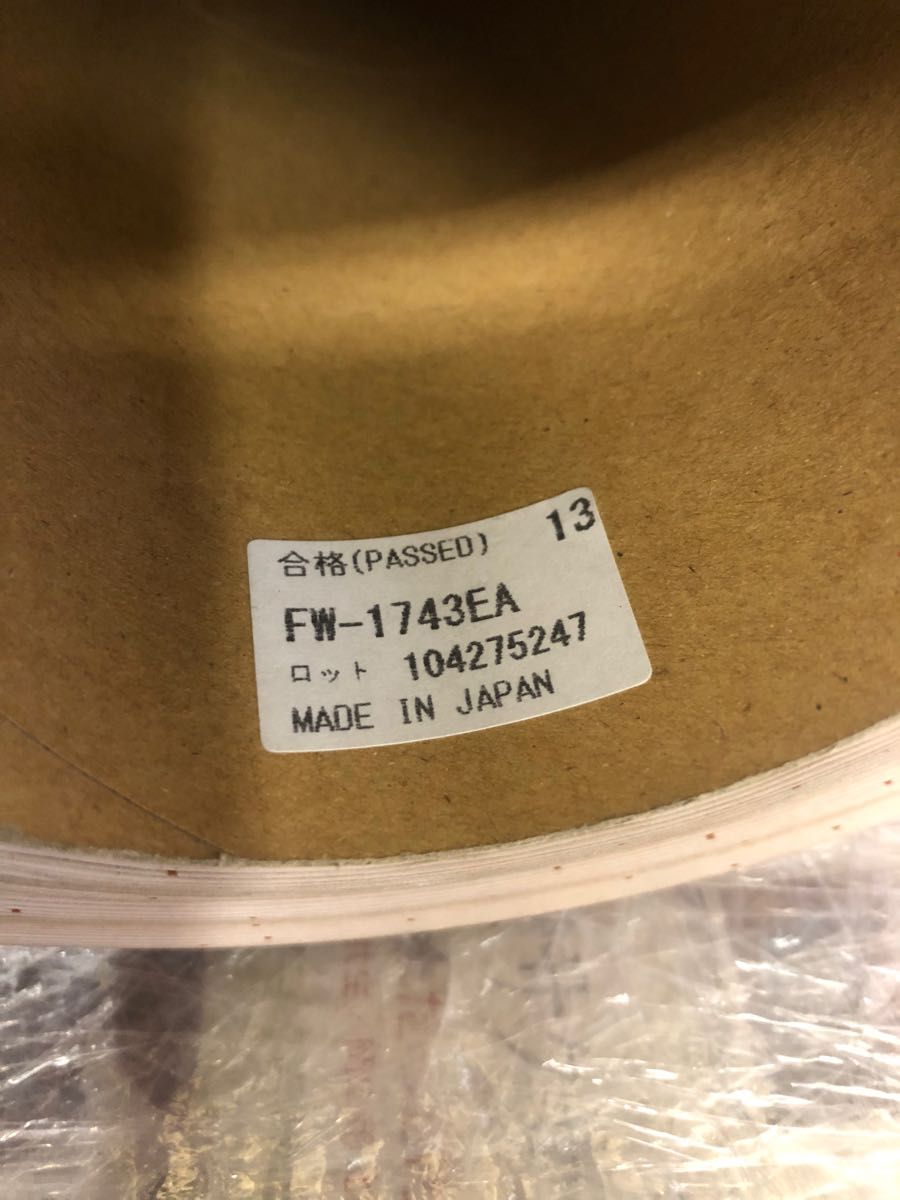 合格(PASSED) 13
FW-1743EA
ロット 104275247
MADE IN JAPAN